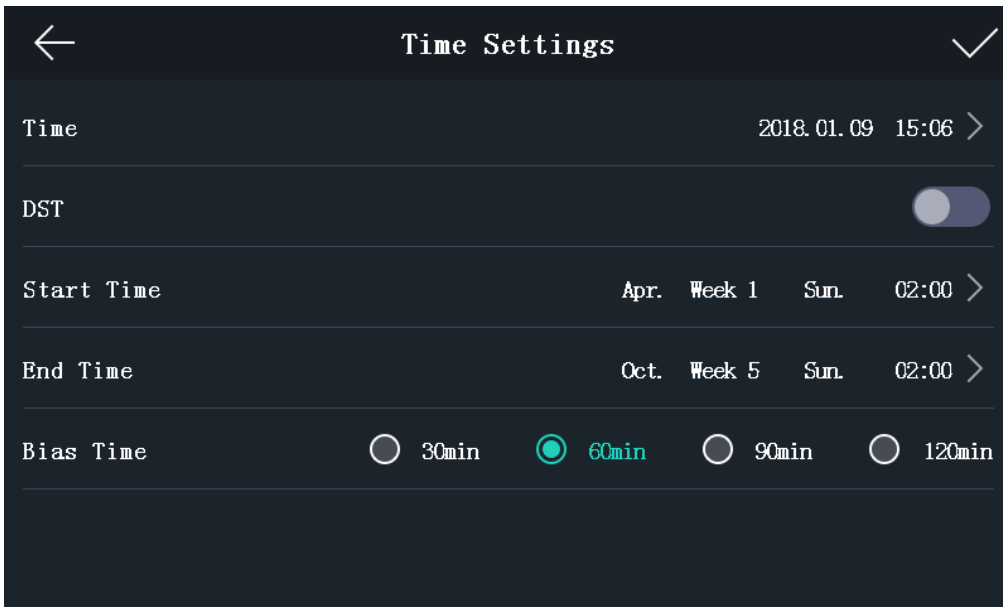 Time Settings
Time 2018.01.09 15:06
DST
Start Time Apr. Week 1 Sun. 02:00
End Time Oct. Week 5 Sun. 02:00
Bias Time 30min 60min 90min 120min